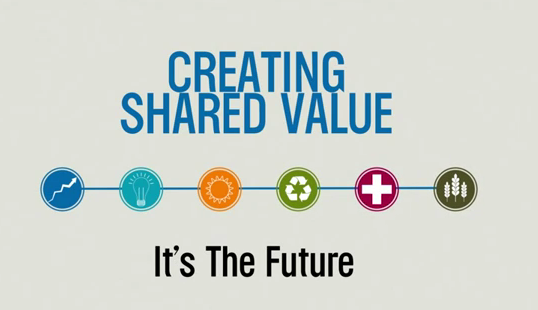 CREATING
SHARED VALUE
It's The Future